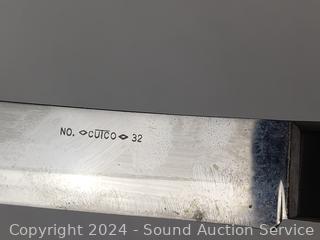 NO. ◇CUTCO◇ 32
Copyright 2024 - Sound Auction Service